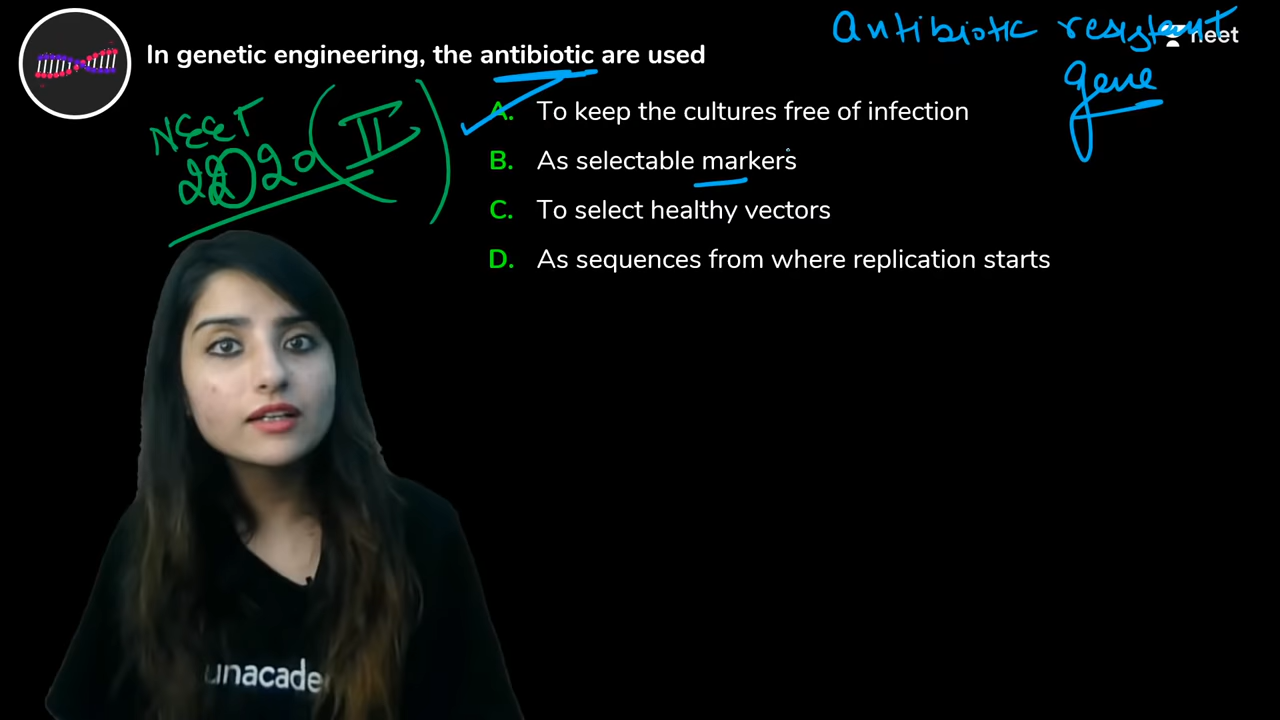 Antibiotic resistant
neet
gene
In genetic engineering, the antibiotic are used
NEET
2020 (II)
A. To keep the cultures free of infection
B. As selectable markers
C. To select healthy vectors
D. As sequences from where replication starts
unacade